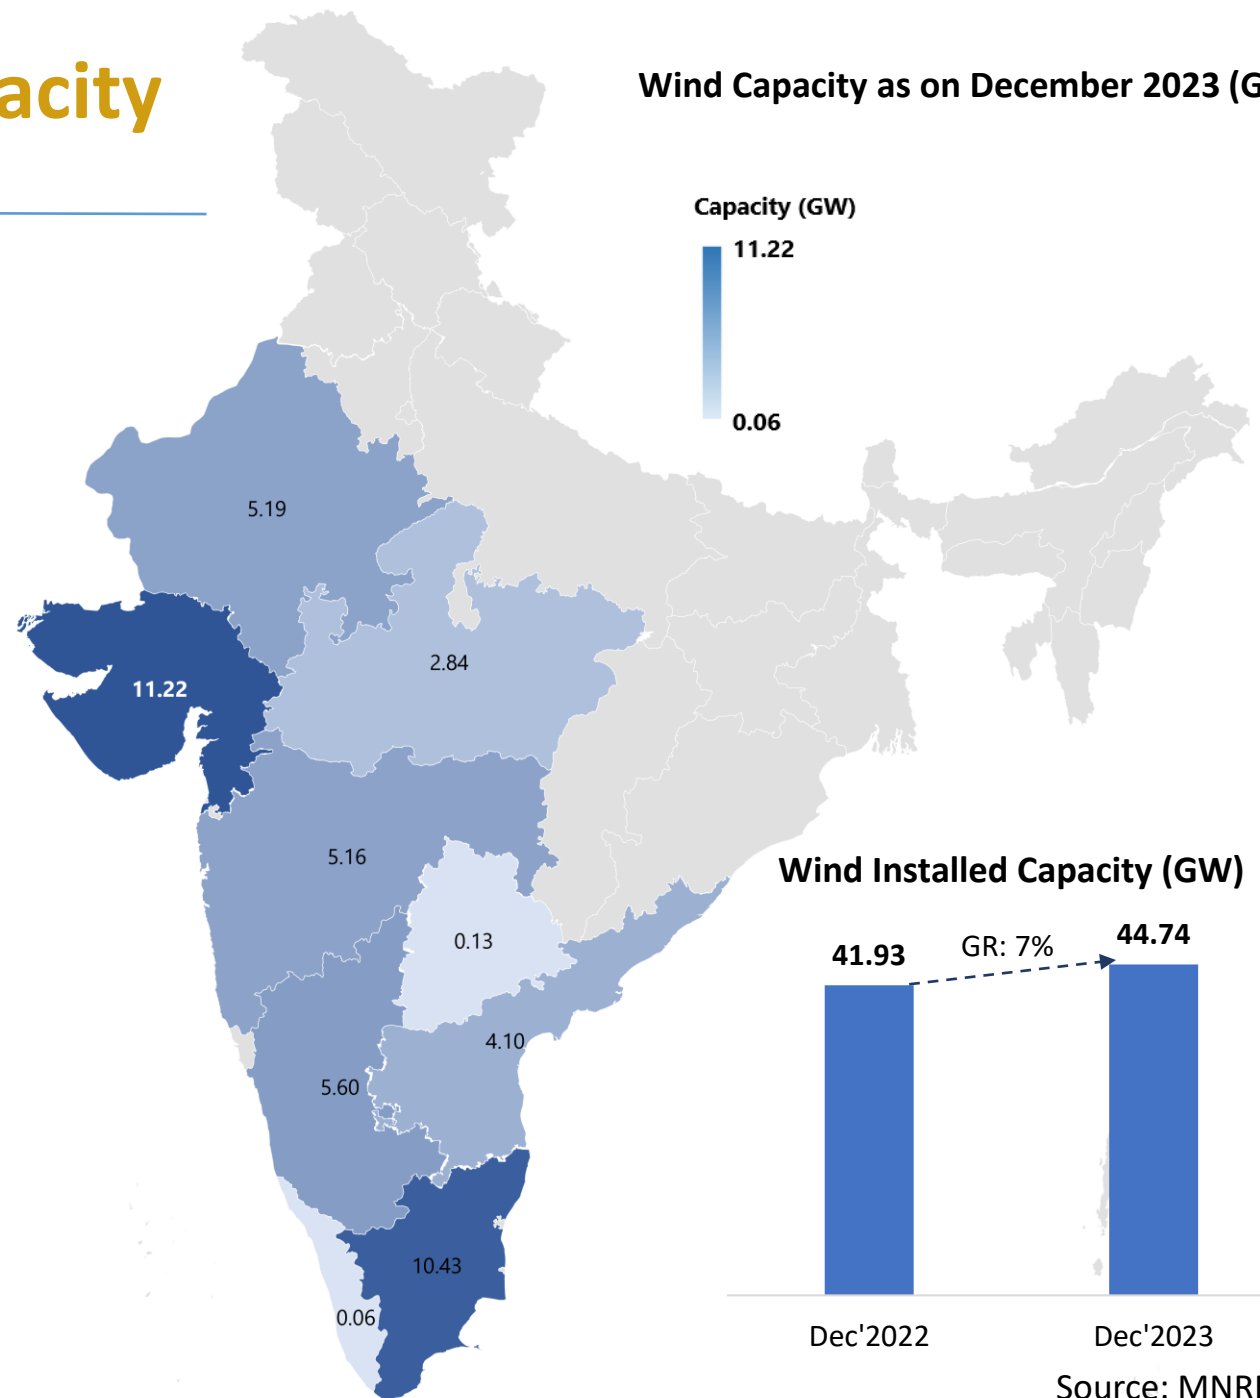 acity
Wind Capacity as on December 2023 (G
Capacity (GW)
11.22
0.06
5.19
2.84
11.22
5.16
0.13
4.10
5.60
10.43
0.06
Wind Installed Capacity (GW)
41.93
GR: 7%
44.74
Dec'2022
Dec'2023
Source: MNR